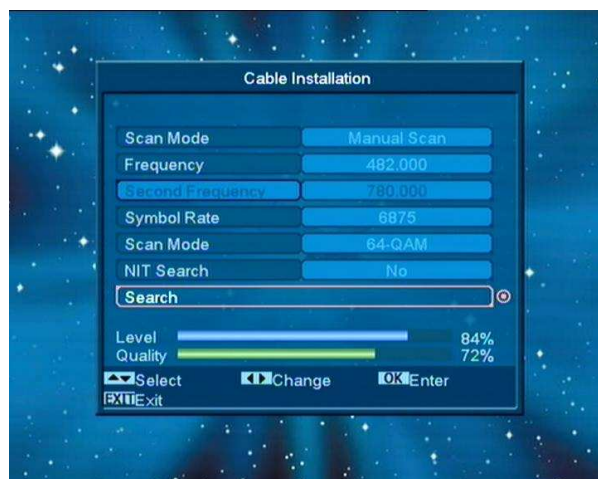 Cable Installation
Scan Mode Manual Scan
Frequency 482.000
Second Frequency 780.000
Symbol Rate 6875
Scan Mode 64-QAM
NIT Search No
Search
Level 84%
Quality 72%
Select Change OK Enter
EXIT Exit